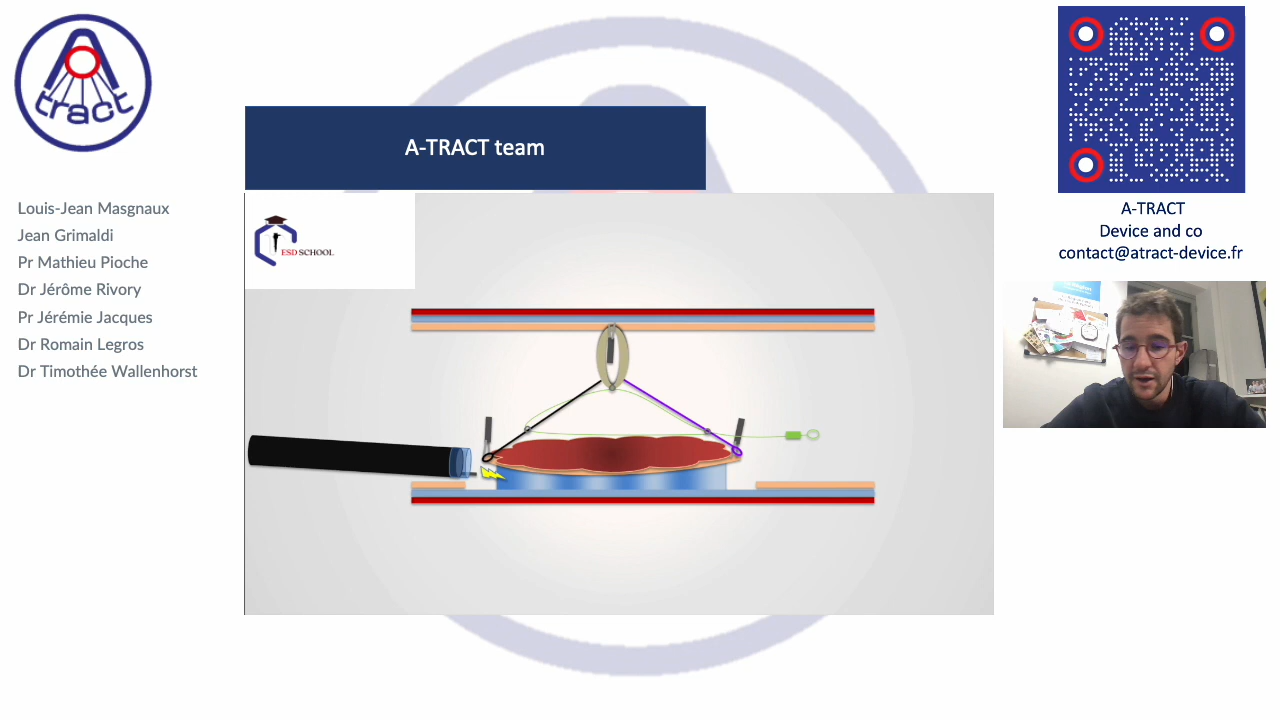 A
tract
Louis-Jean Masgnaux
Jean Grimaldi
Pr Mathieu Pioche
Dr Jérôme Rivory
Pr Jérémie Jacques
Dr Romain Legros
Dr Timothée Wallenhorst
A-TRACT team
ESD SCHOOL
A-TRACT
Device and co
contact@atract-device.fr